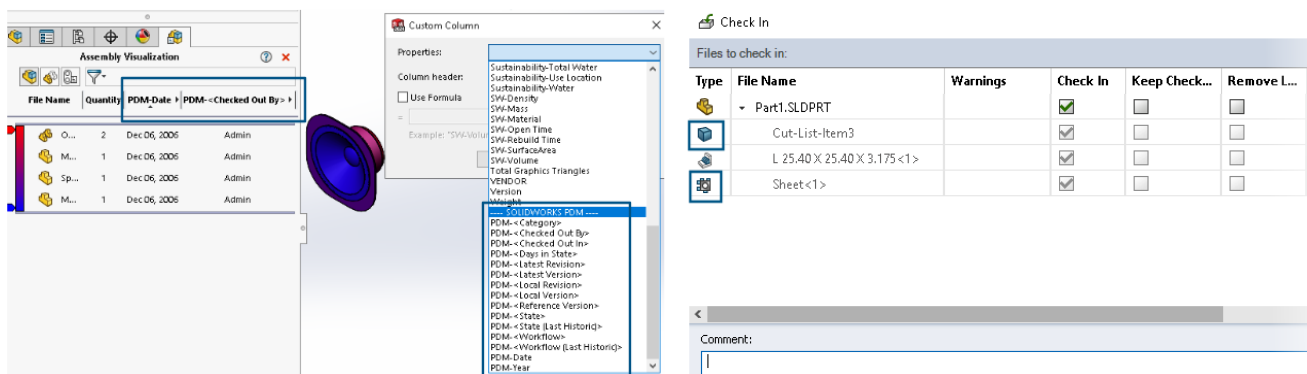 Assembly Visualization
File Name Quantity PDM-Date PDM-<Checked Out By>
O... 2 Dec 06, 2006 Admin
M... 1 Dec 06, 2006 Admin
Sp... 1 Dec 06, 2006 Admin
M... 1 Dec 06, 2006 Admin
Custom Column
Properties:
Column header:
Use Formula
=
Example: "SW-Volum
Sustainability-Total Water
Sustainability-Use Location
Sustainability-Water
SW-Density
SW-Mass
SW-Material
SW-Open Time
SW-Rebuild Time
SW-SurfaceArea
SW-Volume
Total Graphics Triangles
VENDOR
Version
Weight
---- SOLIDWORKS PDM ----
PDM-<Category>
PDM-<Checked Out By>
PDM-<Checked Out In>
PDM-<Days in State>
PDM-<Latest Revision>
PDM-<Latest Version>
PDM-<Local Revision>
PDM-<Local Version>
PDM-<Reference Version>
PDM-<State>
PDM-<State (Last Historic)>
PDM-<Workflow>
PDM-<Workflow (Last Historic)>
PDM-Date
PDM-Year
Check In
Files to check in:
Type File Name Warnings Check In Keep Check... Remove L...
Part1.SLDPRT
Cut-List-Item3
L 25.40 X 25.40 X 3.175<1>
Sheet<1>
Comment: